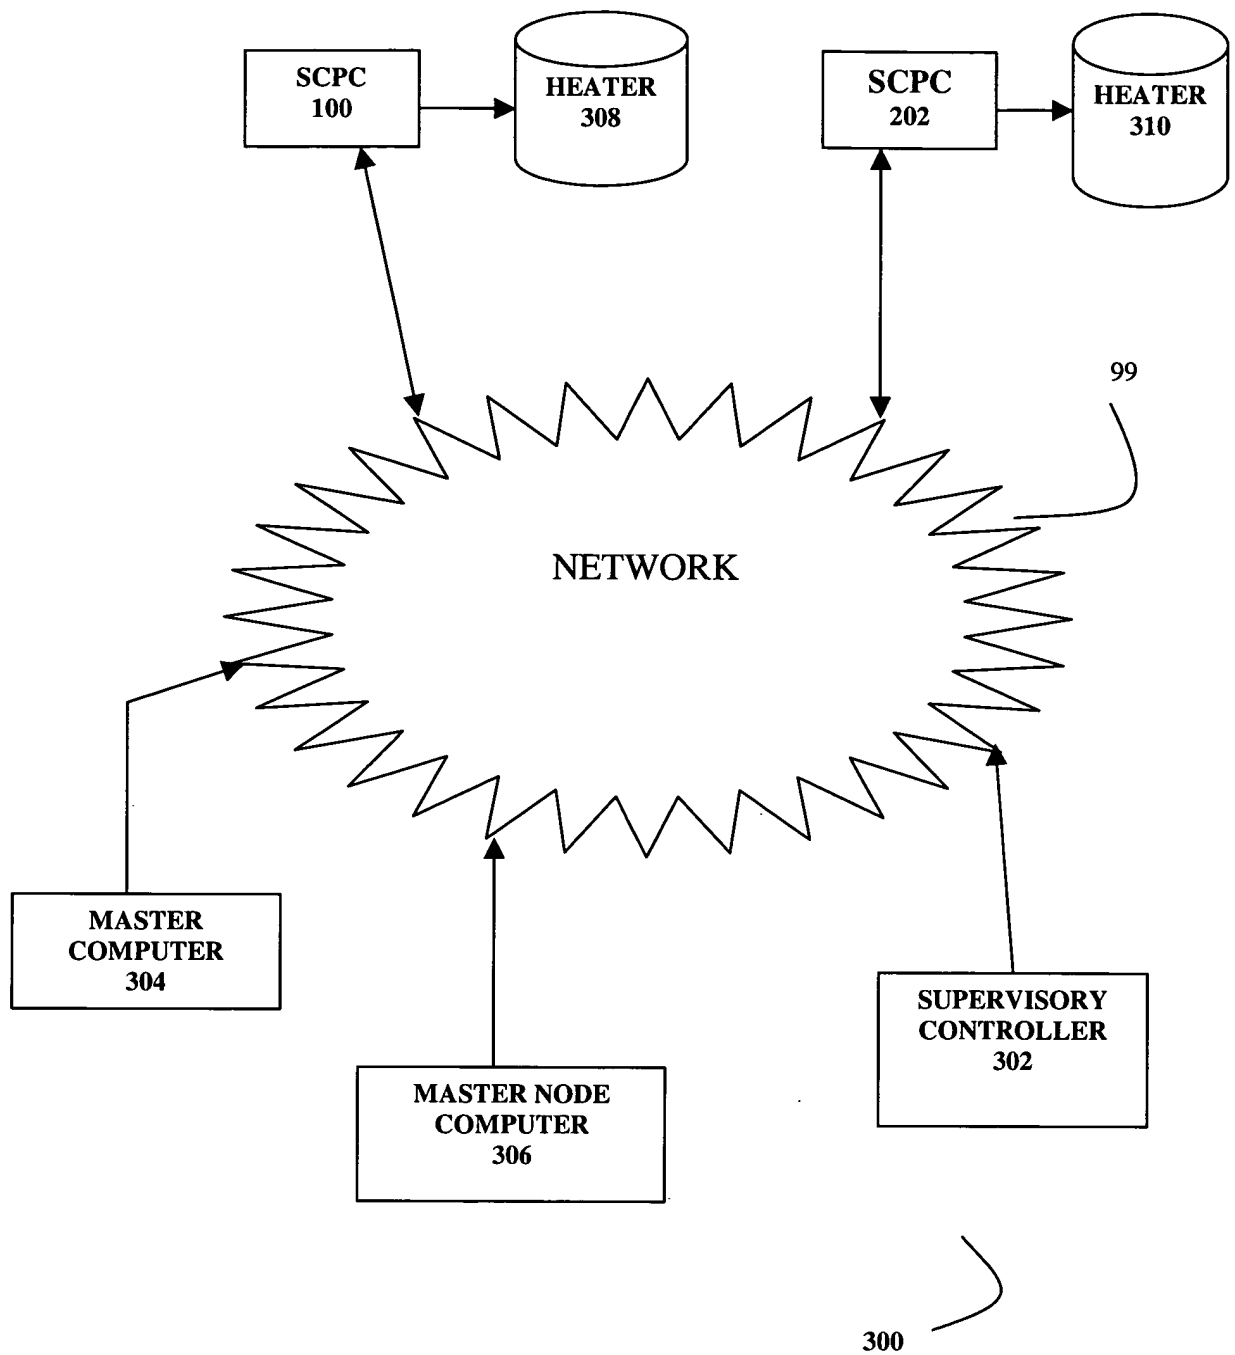 SCPC
100
HEATER
308
SCPC
202
HEATER
310
99
NETWORK
MASTER
COMPUTER
304
MASTER NODE
COMPUTER
306
SUPERVISORY
CONTROLLER
302
300